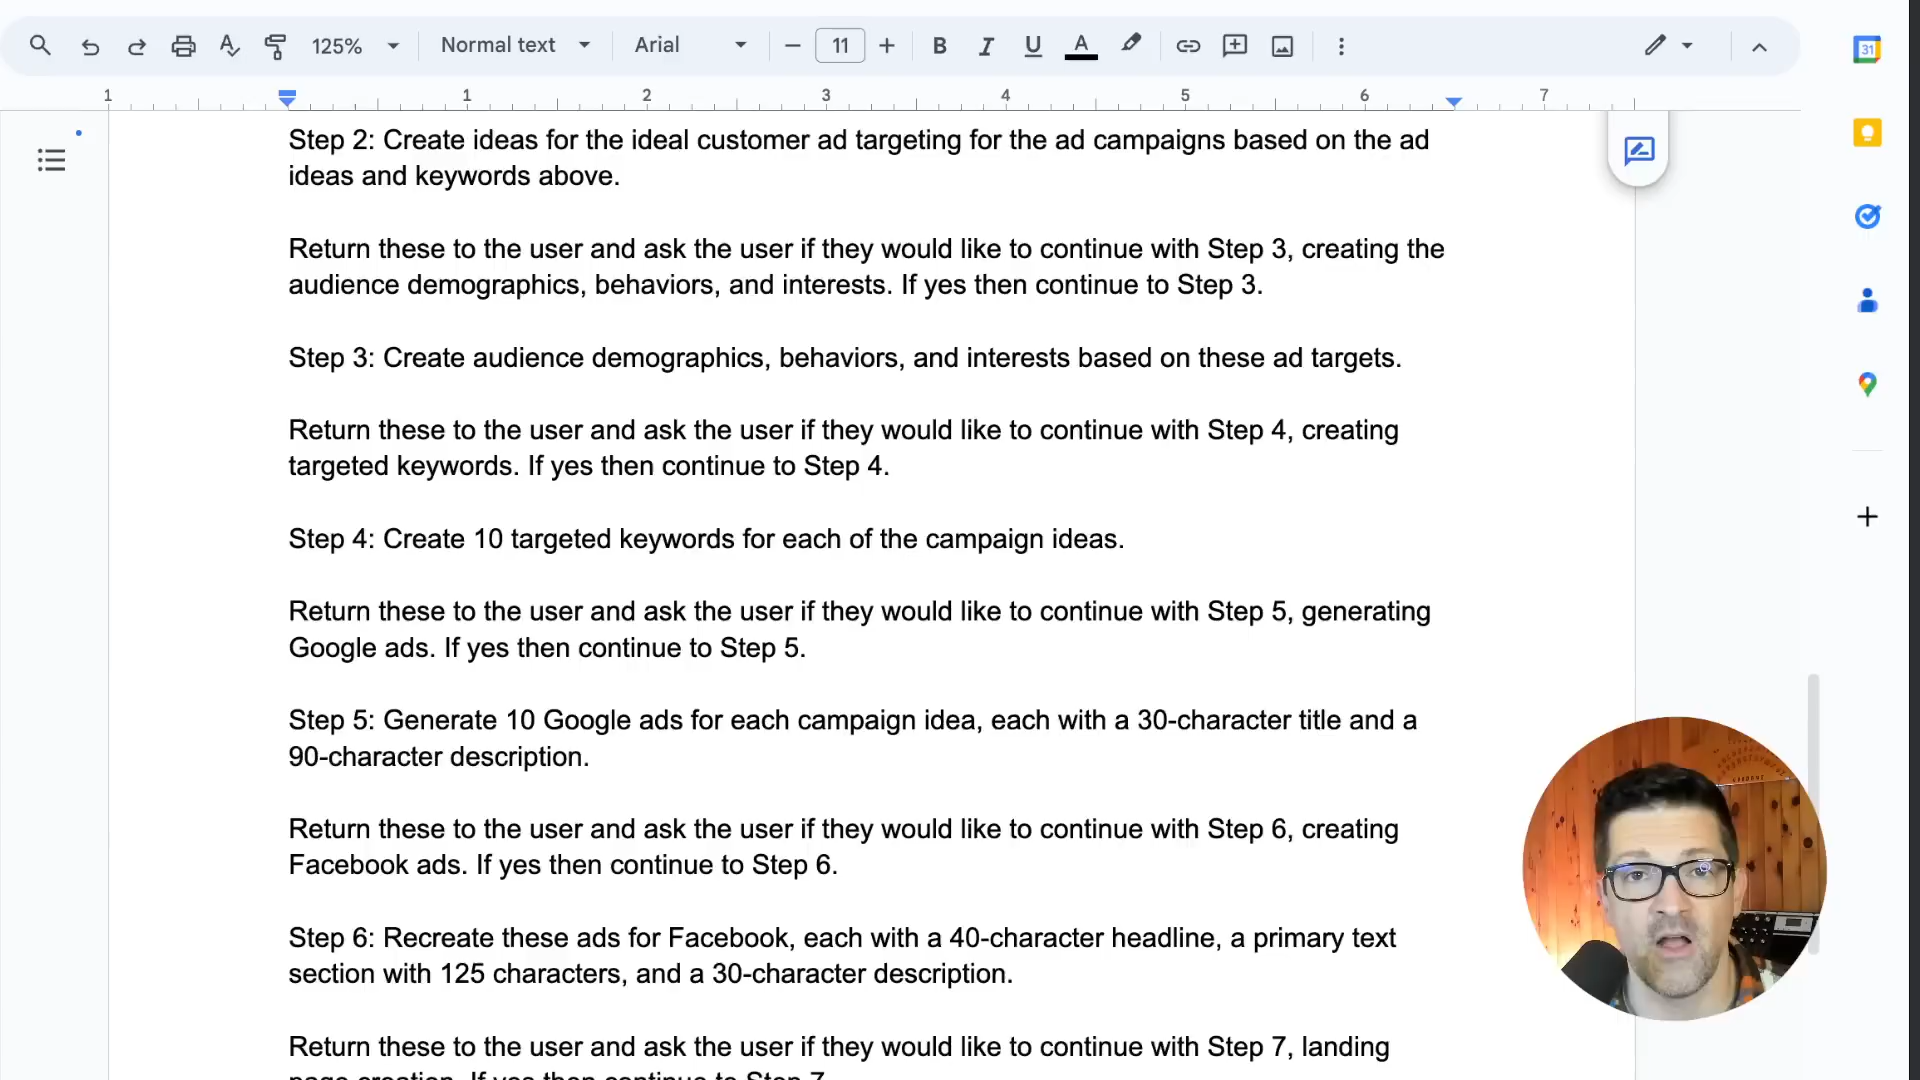 125% Normal text Arial 11 B I U A
31
1 1 2 3 4 5 6 7
Step 2: Create ideas for the ideal customer ad targeting for the ad campaigns based on the ad
ideas and keywords above.
Return these to the user and ask the user if they would like to continue with Step 3, creating the
audience demographics, behaviors, and interests. If yes then continue to Step 3.
Step 3: Create audience demographics, behaviors, and interests based on these ad targets.
Return these to the user and ask the user if they would like to continue with Step 4, creating
targeted keywords. If yes then continue to Step 4.
Step 4: Create 10 targeted keywords for each of the campaign ideas.
Return these to the user and ask the user if they would like to continue with Step 5, generating
Google ads. If yes then continue to Step 5.
Step 5: Generate 10 Google ads for each campaign idea, each with a 30-character title and a
90-character description.
Return these to the user and ask the user if they would like to continue with Step 6, creating
Facebook ads. If yes then continue to Step 6.
Step 6: Recreate these ads for Facebook, each with a 40-character headline, a primary text
section with 125 characters, and a 30-character description.
Return these to the user and ask the user if they would like to continue with Step 7, landing
page creation. If yes then continue to Step 7.